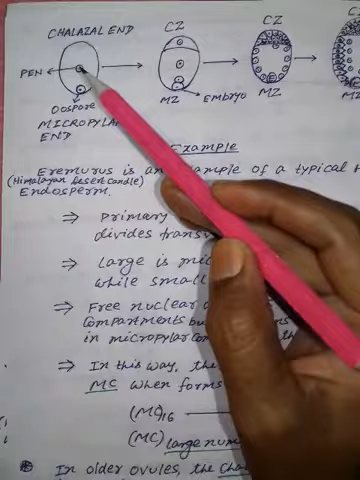 CHALAZAL END CZ CZ
PEN
Oospore MZ Embryo MZ MZ
MICROPYLAR
END
Example
Eremurus is an example of a typical
(Himalayan Desert candle)
Endosperm.
⇒ Primary
divides
⇒ Large is
while small
⇒ Free nuclear
compartments
in micropylar
⇒ In this way, the
MC when forms
(MC)16
(MC)large num
In older ovules, the